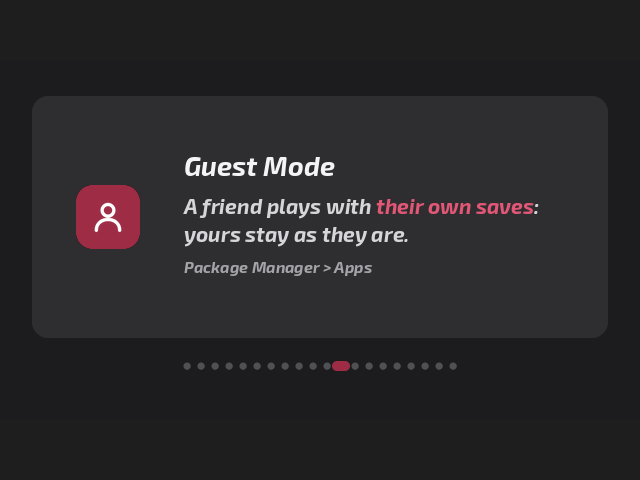 Guest Mode
A friend plays with their own saves:
yours stay as they are.
Package Manager > Apps